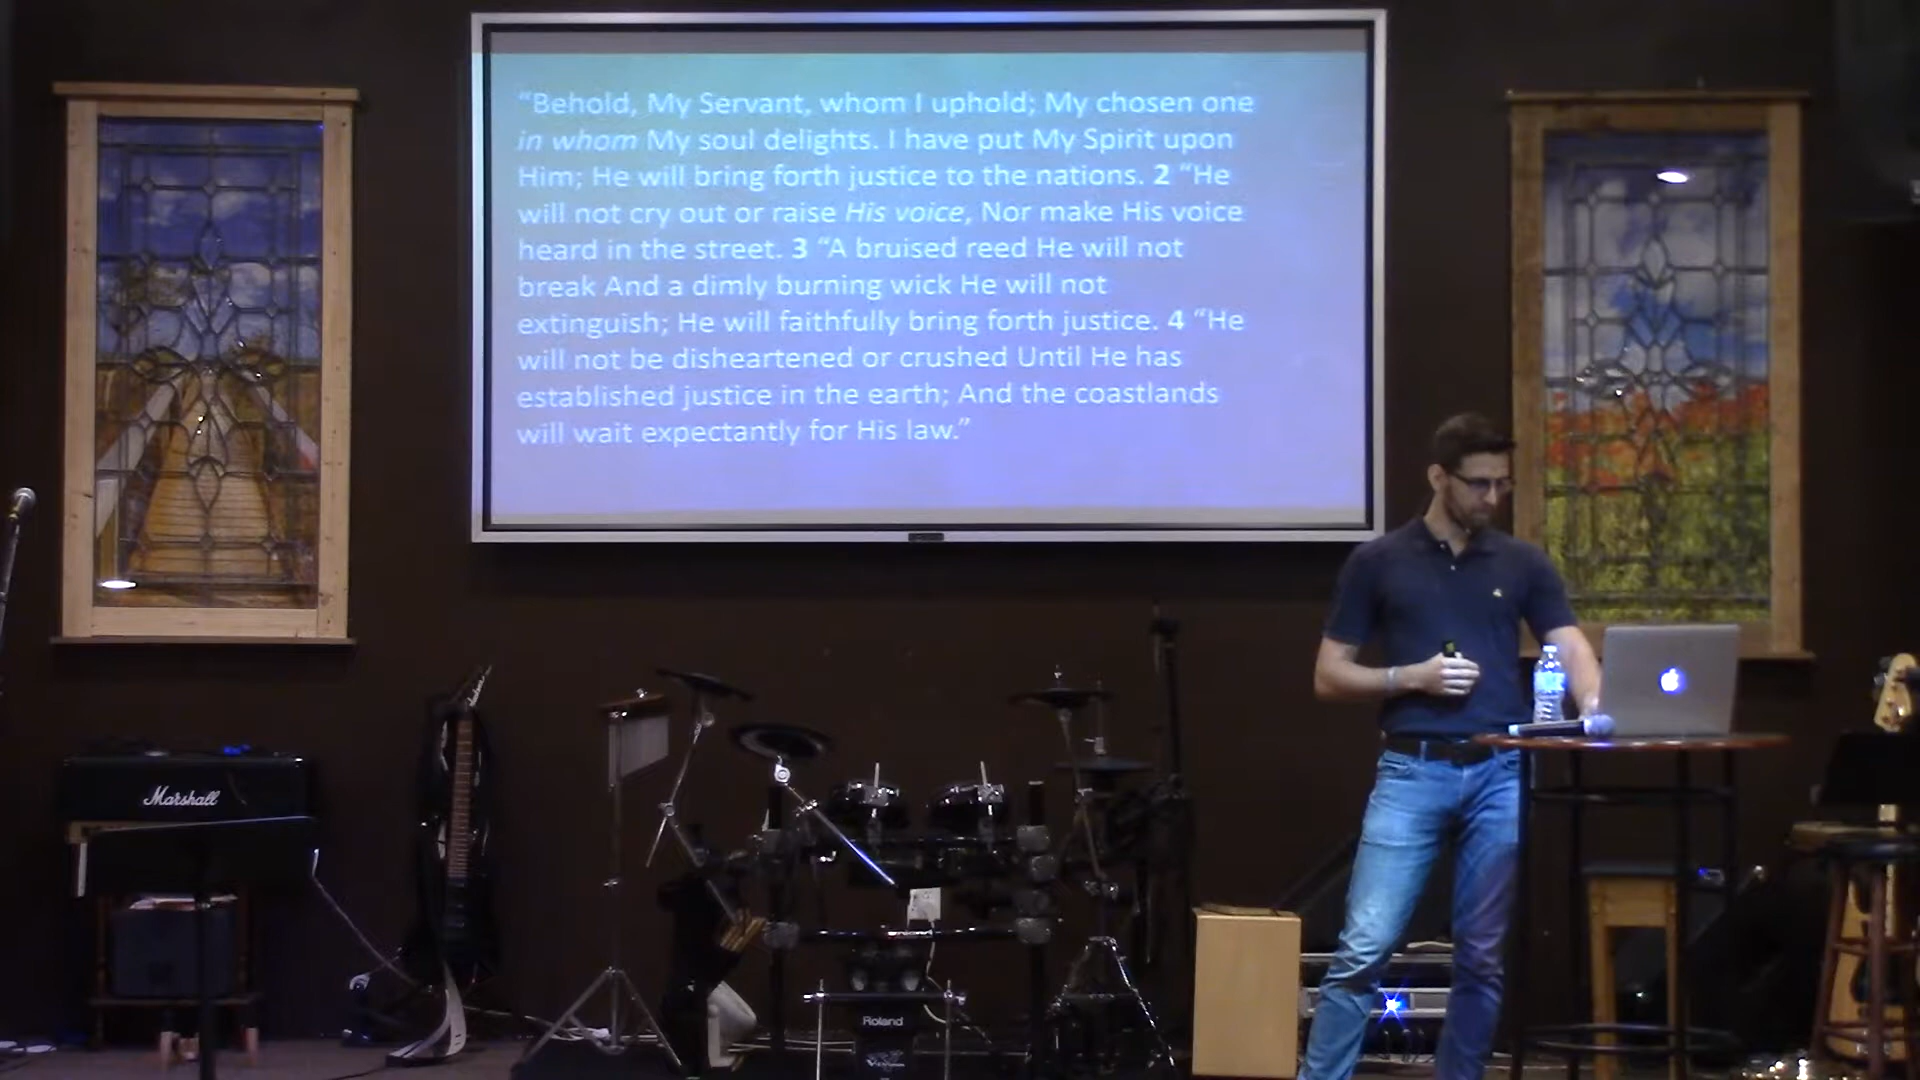 “Behold, My Servant, whom I uphold; My chosen one
in whom My soul delights. I have put My Spirit upon
Him; He will bring forth justice to the nations. 2 “He
will not cry out or raise His voice, Nor make His voice
heard in the street. 3 “A bruised reed He will not
break And a dimly burning wick He will not
extinguish; He will faithfully bring forth justice. 4 “He
will not be disheartened or crushed Until He has
established justice in the earth; And the coastlands
will wait expectantly for His law.”
Marshall
Roland